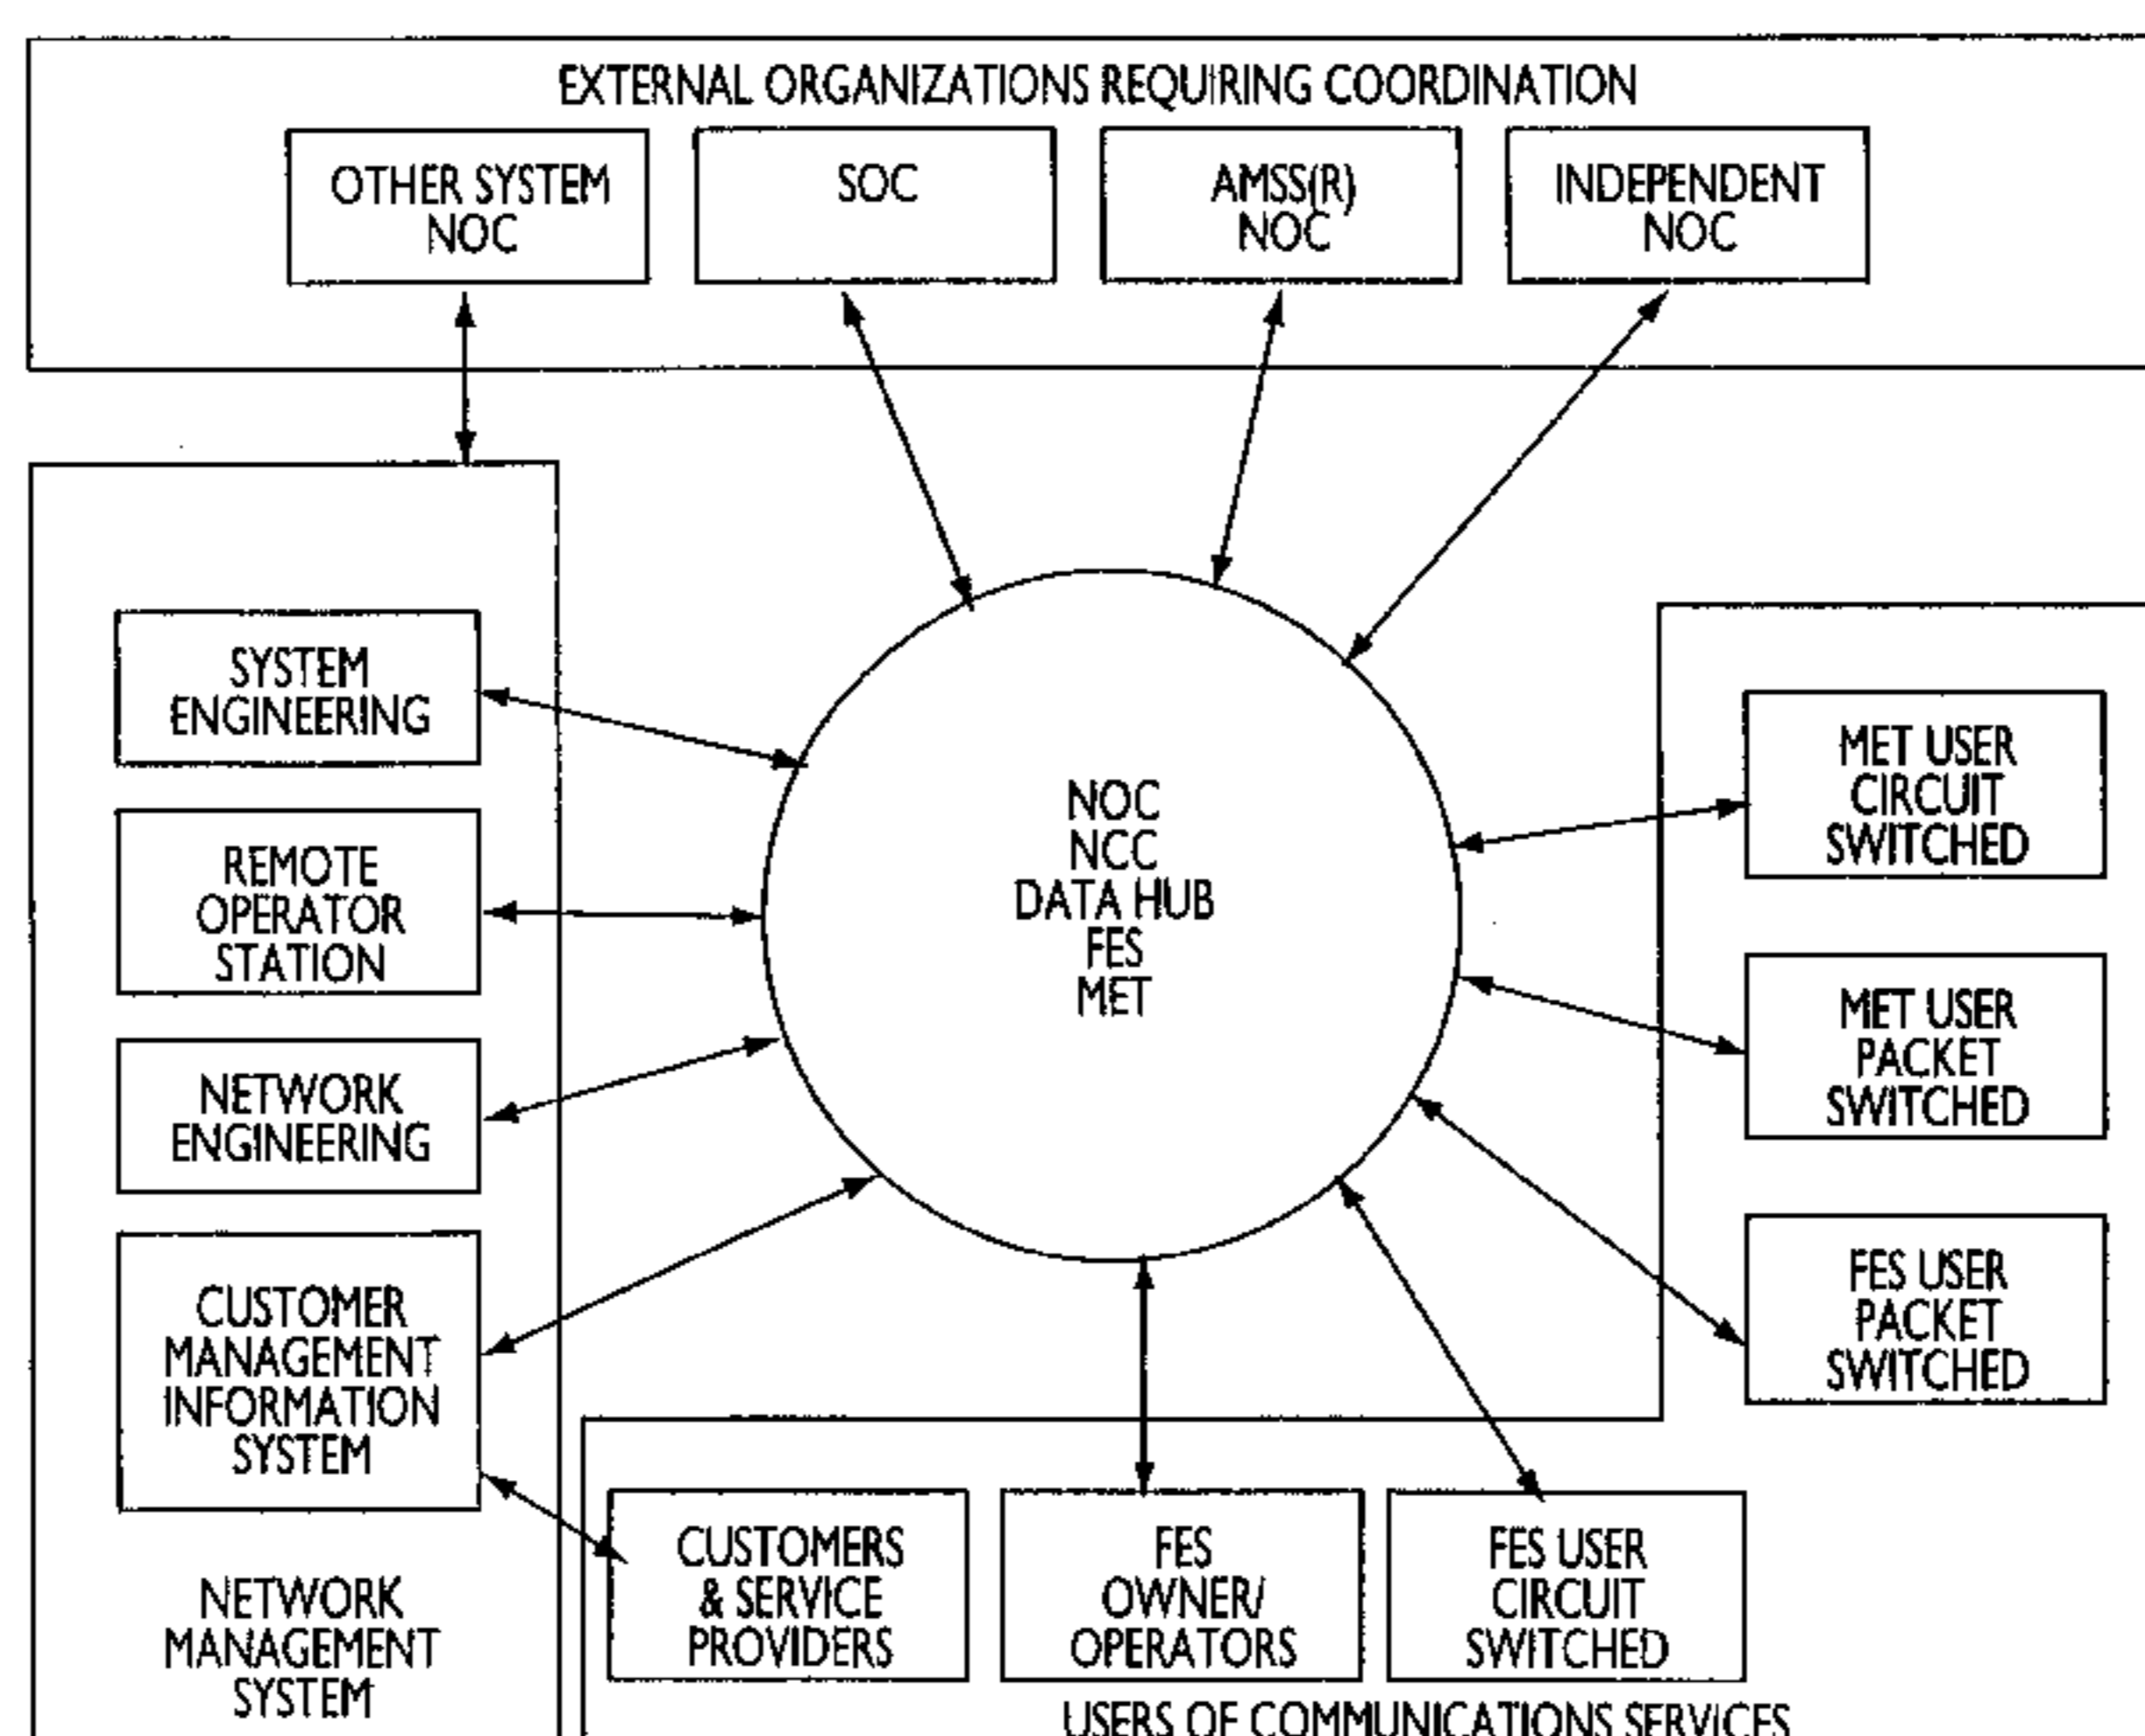 EXTERNAL ORGANIZATIONS REQUIRING COORDINATION
OTHER SYSTEM
NOC
SOC
AMSS(R)
NOC
INDEPENDENT
NOC
SYSTEM
ENGINEERING
REMOTE
OPERATOR
STATION
NETWORK
ENGINEERING
CUSTOMER
MANAGEMENT
INFORMATION
SYSTEM
NETWORK
MANAGEMENT
SYSTEM
NOC
NCC
DATA HUB
FES
MET
MET USER
CIRCUIT
SWITCHED
MET USER
PACKET
SWITCHED
FES USER
PACKET
SWITCHED
CUSTOMERS
& SERVICE
PROVIDERS
FES
OWNER/
OPERATORS
FES USER
CIRCUIT
SWITCHED
USERS OF COMMUNICATIONS SERVICES